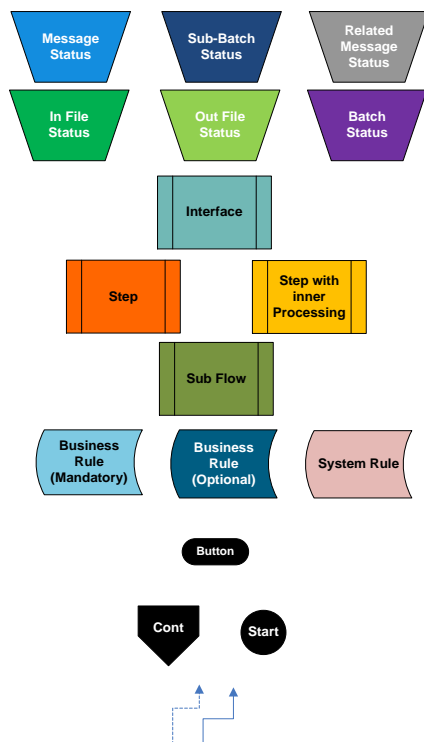 Message
Status
Sub-Batch
Status
Related
Message
Status
In File
Status
Out File
Status
Batch
Status
Interface
Step
Step with
inner
Processing
Sub Flow
Business
Rule
(Mandatory)
Business
Rule
(Optional)
System Rule
Button
Cont
Start